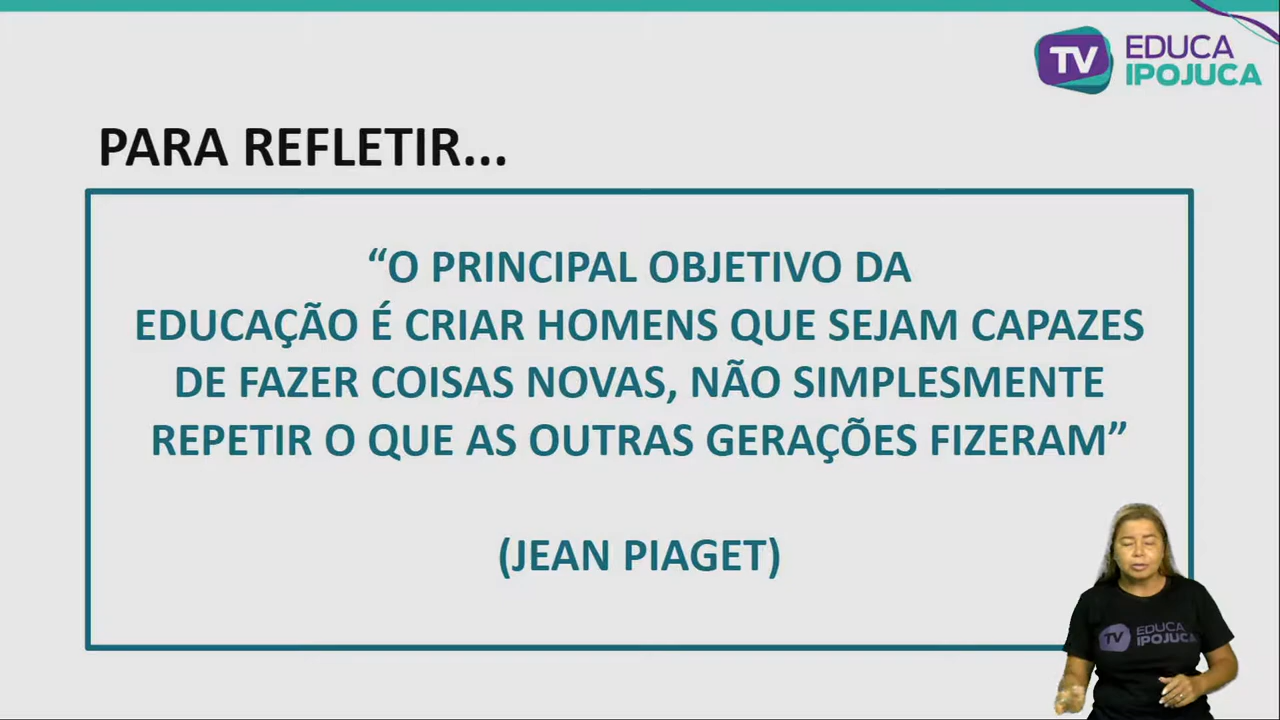 TV EDUCA
IPOJUCA
PARA REFLETIR...
“O PRINCIPAL OBJETIVO DA
EDUCAÇÃO É CRIAR HOMENS QUE SEJAM CAPAZES
DE FAZER COISAS NOVAS, NÃO SIMPLESMENTE
REPETIR O QUE AS OUTRAS GERAÇÕES FIZERAM”
(JEAN PIAGET)
TV EDUCA
IPOJUCA